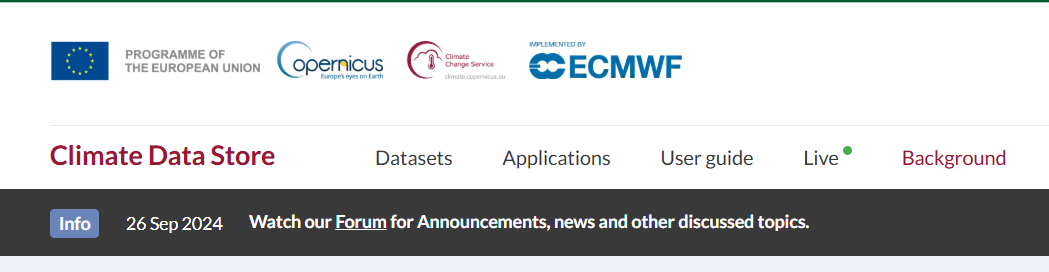 PROGRAMME OF
THE EUROPEAN UNION
opernicus
Europe's eyes on Earth
Climate
Change Service
climate.copernicus.eu
IMPLEMENTED BY
ECMWF
Climate Data Store
Datasets
Applications
User guide
Live
Background
Info
26 Sep 2024
Watch our Forum for Announcements, news and other discussed topics.